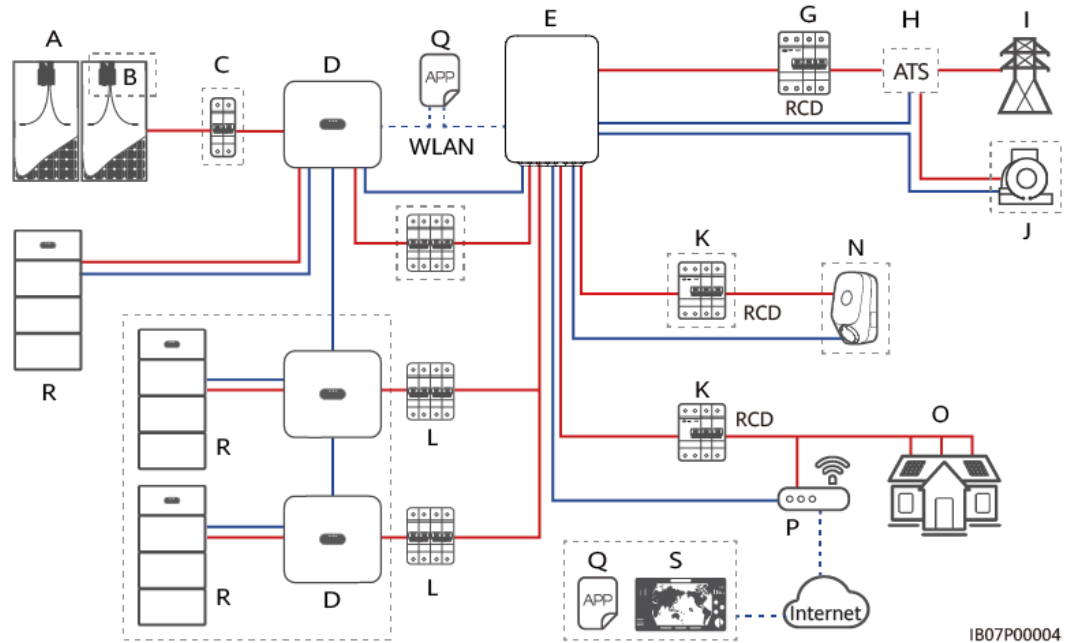 A
B
C
D
Q
APP
WLAN
E
G
RCD
H
ATS
I
J
K
RCD
N
R
R
L
K
RCD
O
R
D
L
P
Q
APP
S
Internet
IB07P00004